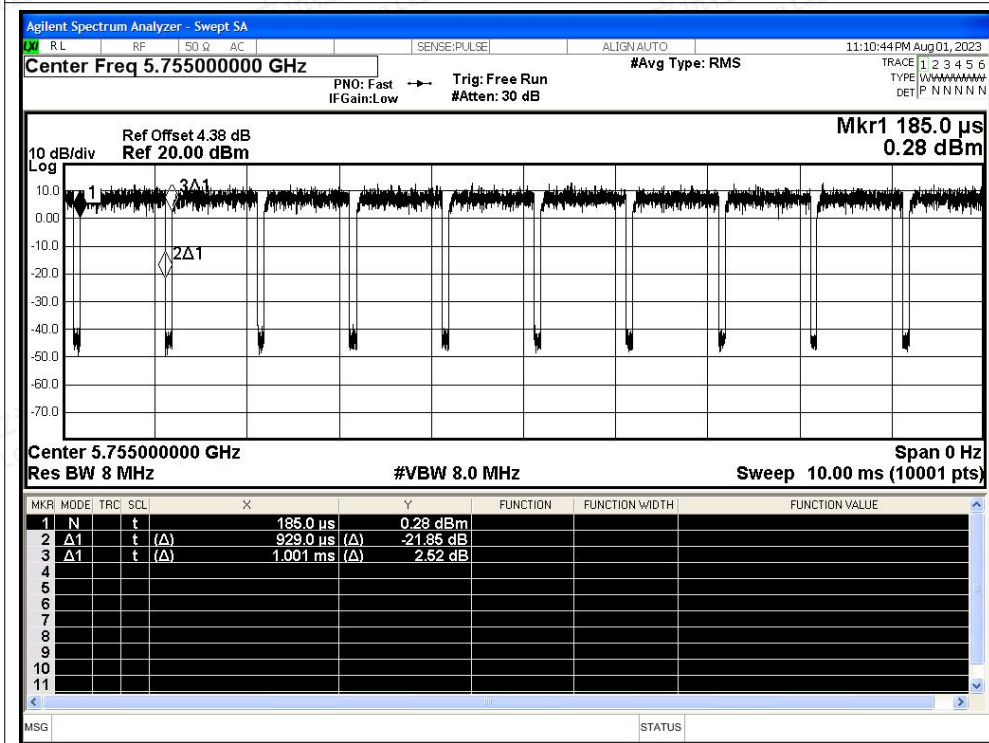 Agilent Spectrum Analyzer - Swept SA
LXI RL RF 50 Ω AC SENSE:PULSE ALIGN AUTO 11:10:44 PM Aug 01, 2023
Center Freq 5.755000000 GHz #Avg Type: RMS TRACE 1 2 3 4 5 6
PNO: Fast Trig: Free Run TYPE W
IFGain:Low #Atten: 30 dB DET P N N N N N
Mkr1 185.0 µs
0.28 dBm
Ref Offset 4.38 dB
10 dB/div Ref 20.00 dBm
Log
10.0
0.00
-10.0
-20.0
-30.0
-40.0
-50.0
-60.0
-70.0
1
3Δ1
2Δ1
Center 5.755000000 GHz Span 0 Hz
Res BW 8 MHz #VBW 8.0 MHz Sweep 10.00 ms (10001 pts)
MKR MODE TRC SCL X Y FUNCTION FUNCTION WIDTH FUNCTION VALUE
1 N t 185.0 µs 0.28 dBm
2 Δ1 t (Δ) 929.0 µs (Δ) -21.85 dB
3 Δ1 t (Δ) 1.001 ms (Δ) 2.52 dB
4
5
6
7
8
9
10
11
MSG STATUS